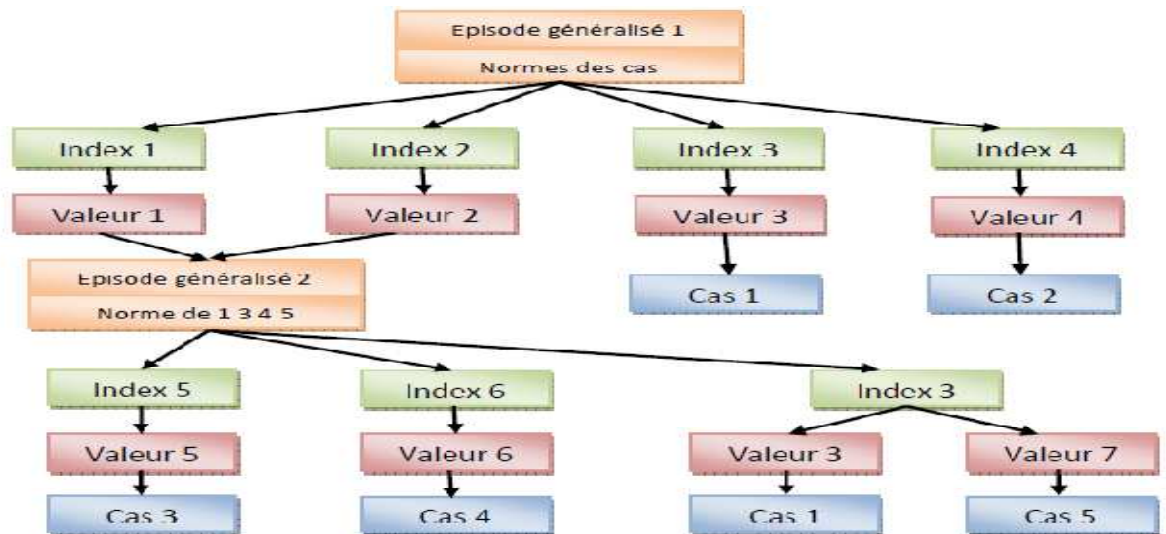 Episode généralisé 1
Normes des cas
Index 1
Index 2
Index 3
Index 4
Valeur 1
Valeur 2
Valeur 3
Valeur 4
Episode généralisé 2
Norme de 1 3 4 5
Cas 1
Cas 2
Index 5
Index 6
Index 3
Valeur 5
Valeur 6
Valeur 3
Valeur 7
Cas 3
Cas 4
Cas 1
Cas 5